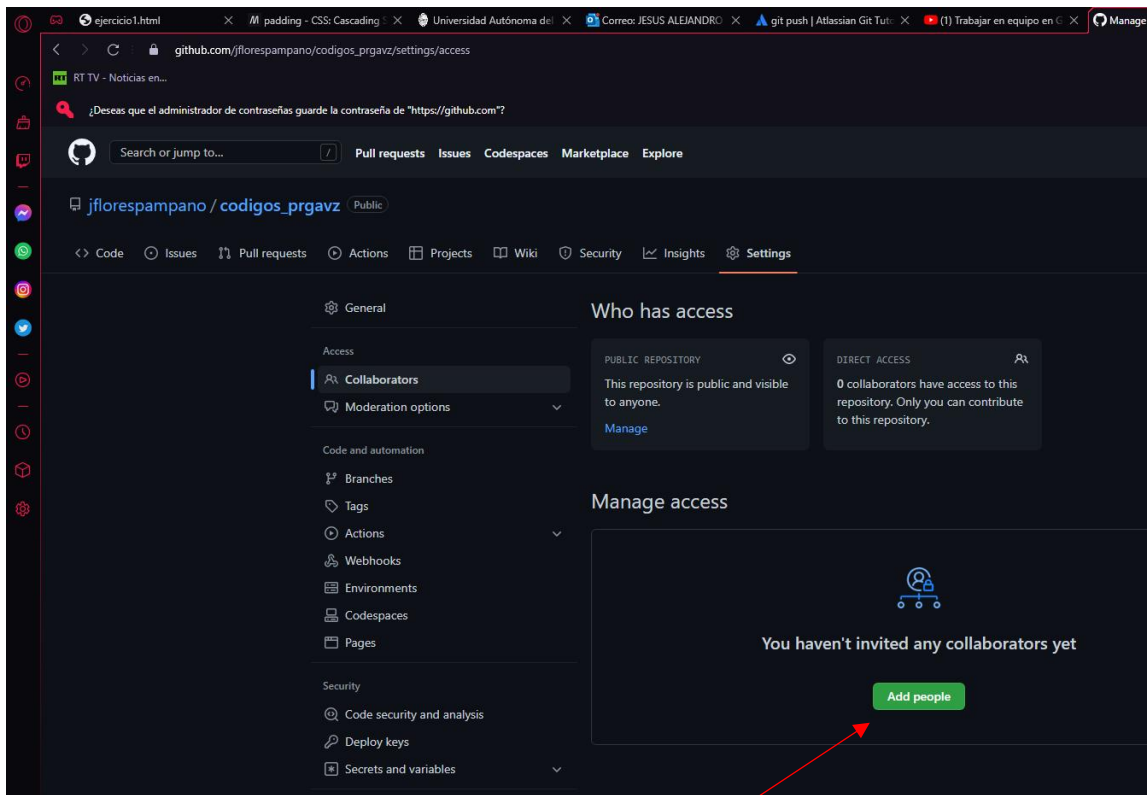 ejercicio1.html
padding - CSS: Cascading S
Universidad Autónoma del
Correo: JESUS ALEJANDRO
git push | Atlassian Git Tuto
(1) Trabajar en equipo en G
Manage
github.com/jflorespampano/codigos_prgavz/settings/access
RT RT TV - Noticias en...
¿Deseas que el administrador de contraseñas guarde la contraseña de "https://github.com"?
Search or jump to...
/
Pull requests Issues Codespaces Marketplace Explore
jflorespampano / codigos_prgavz Public
Code Issues Pull requests Actions Projects Wiki Security Insights Settings
General
Access
Collaborators
Moderation options
Code and automation
Branches
Tags
Actions
Webhooks
Environments
Codespaces
Pages
Security
Code security and analysis
Deploy keys
Secrets and variables
Who has access
PUBLIC REPOSITORY
This repository is public and visible
to anyone.
Manage
DIRECT ACCESS
0 collaborators have access to this
repository. Only you can contribute
to this repository.
Manage access
You haven't invited any collaborators yet
Add people